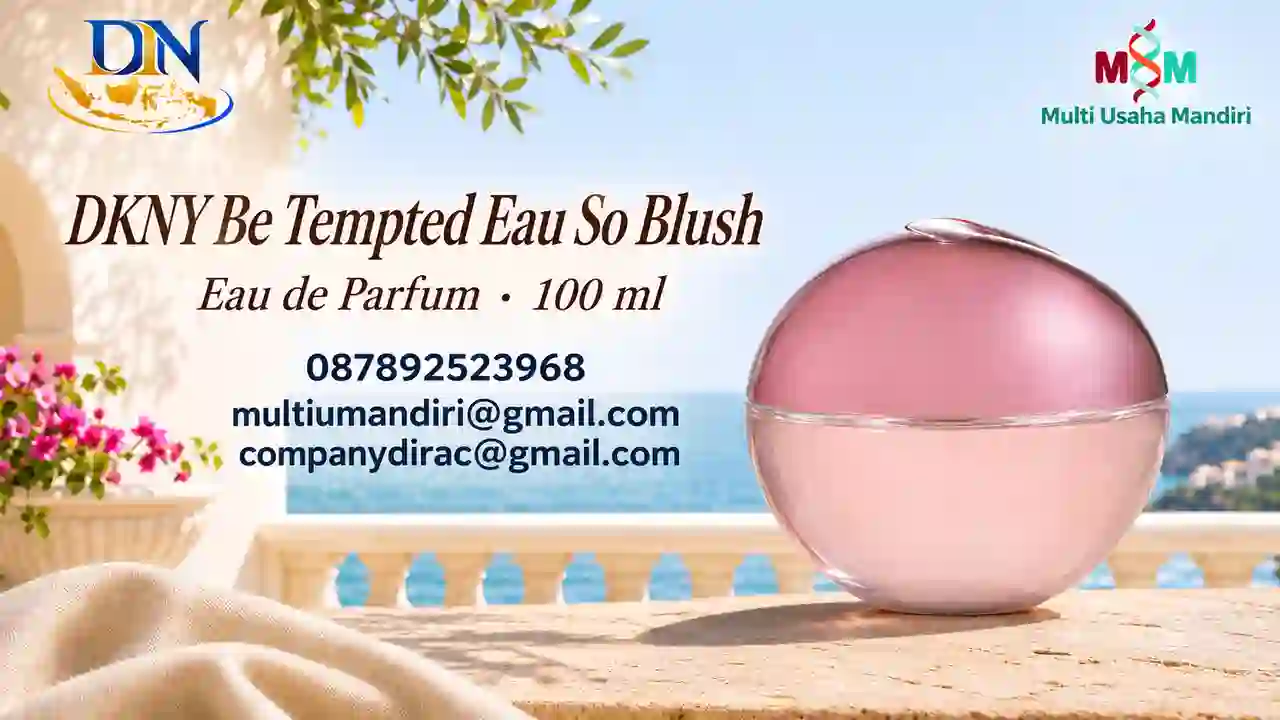 DN
MSM
Multi Usaha Mandiri
DKNY Be Tempted Eau So Blush
Eau de Parfum · 100 ml
087892523968
multiumandiri@gmail.com
companydirac@gmail.com